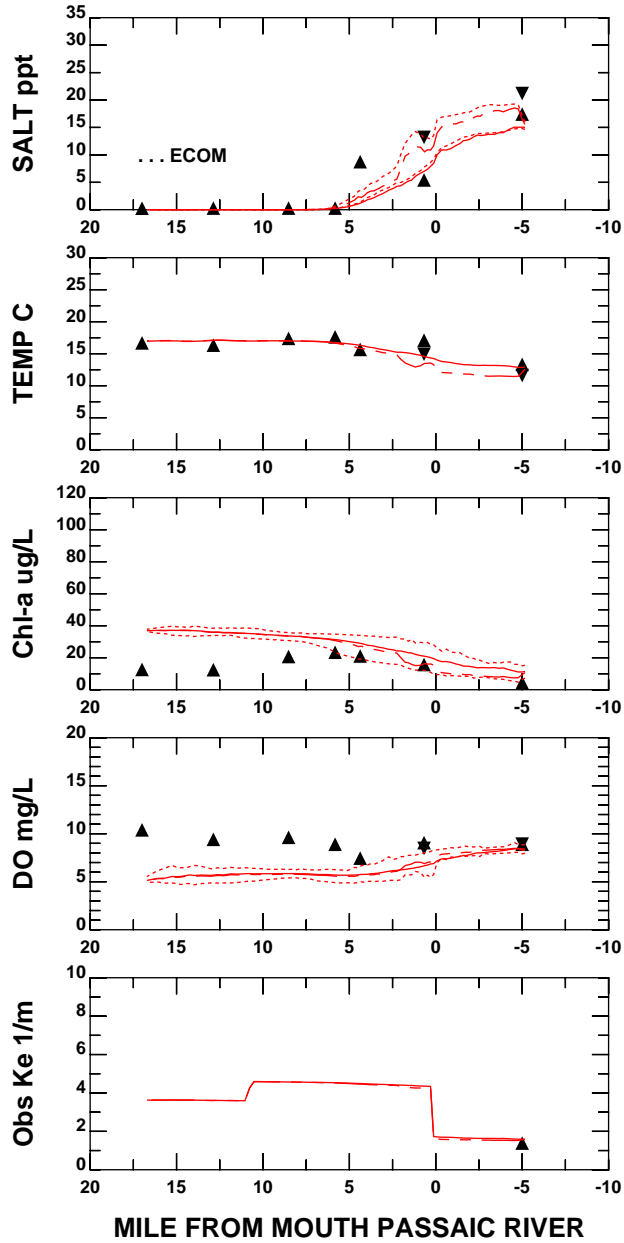 35
30
25
20
15
10
5
0
SALT ppt
. . . ECOM
20 15 10 5 0 -5 -10
30
25
20
15
10
5
0
TEMP C
20 15 10 5 0 -5 -10
120
100
80
60
40
20
0
Chl-a ug/L
20 15 10 5 0 -5 -10
20
15
10
5
0
DO mg/L
20 15 10 5 0 -5 -10
10
8
6
4
2
0
Obs Ke 1/m
20 15 10 5 0 -5 -10
MILE FROM MOUTH PASSAIC RIVER